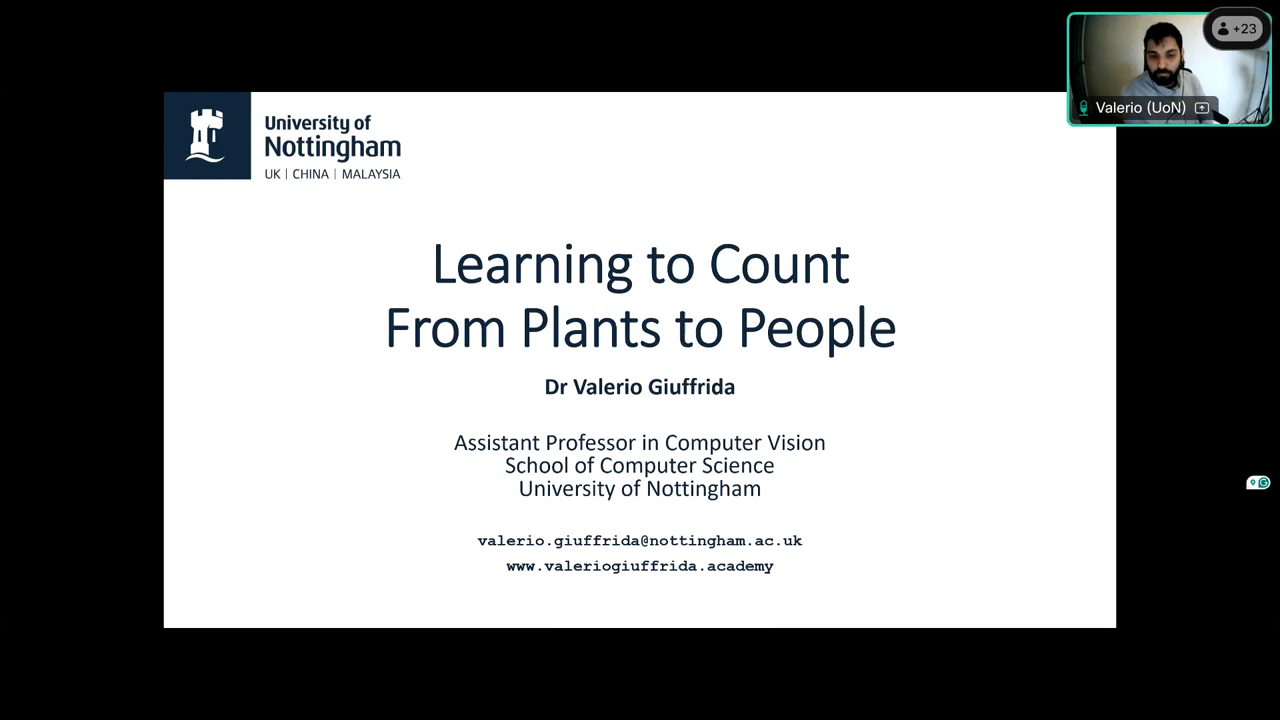 +23
Valerio (UoN)
University of
Nottingham
UK | CHINA | MALAYSIA
Learning to Count
From Plants to People
Dr Valerio Giuffrida
Assistant Professor in Computer Vision
School of Computer Science
University of Nottingham
valerio.giuffrida@nottingham.ac.uk
www.valeriogiuffrida.academy